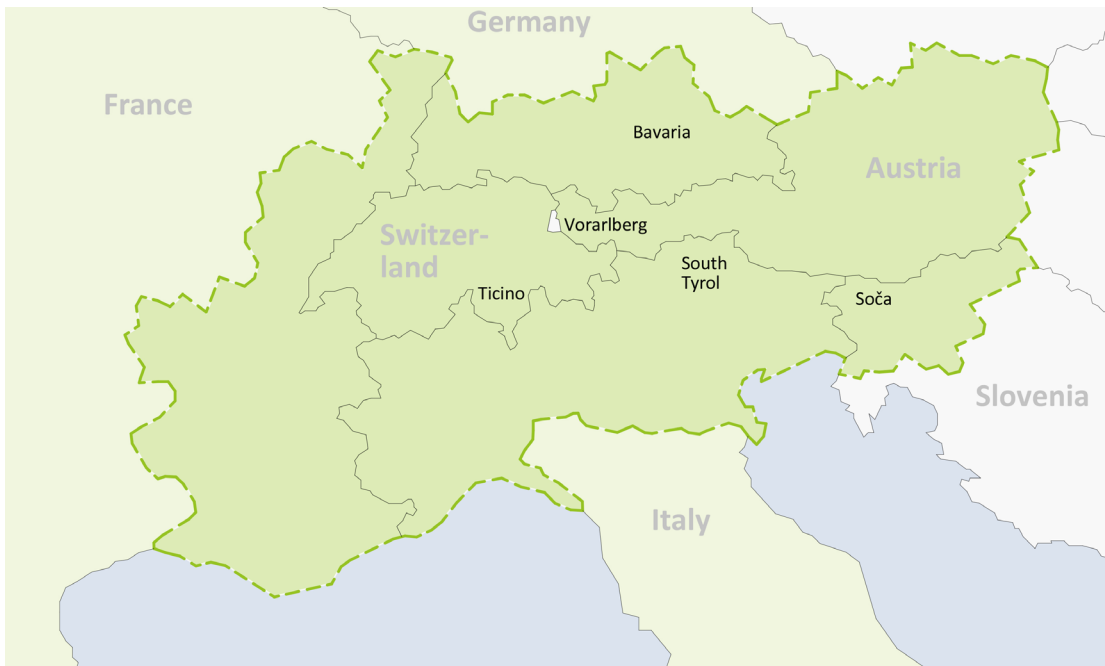 Germany
France
Bavaria
Austria
Switzer-
land
Vorarlberg
South
Tyrol
Ticino
Soča
Slovenia
Italy